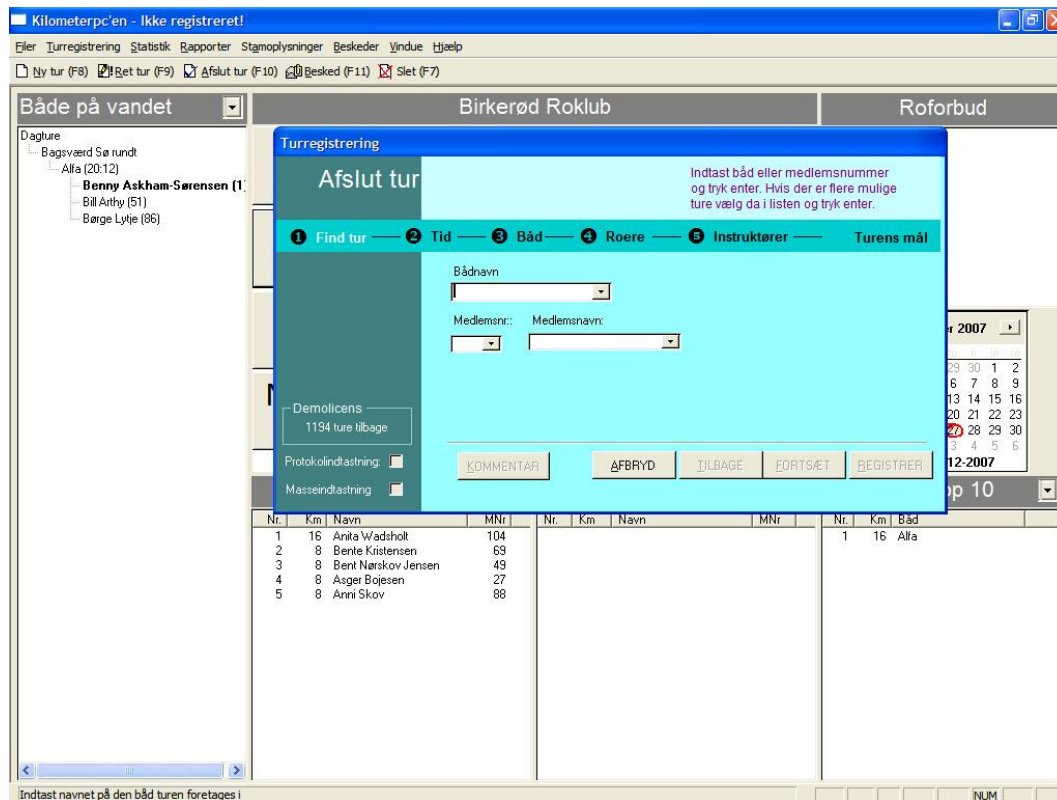 Kilometerpc'en - Ikke registreret!
Filer Turregistrering Statistik Rapporter Stamoplysninger Beskeder Vindue Hjælp
Ny tur (F8) Ret tur (F9) Afslut tur (F10) Besked (F11) Slet (F7)
Både på vandet
Birkerød Roklub
Roforbud
Dagture
Bagsværd Sø rundt
Alfa (20:12)
Benny Askham-Sørensen (1
Bill Arthy (51)
Børge Lytje (86)
Turregistrering
Afslut tur
Indtast båd eller medlemsnummer
og tryk enter. Hvis der er flere mulige
ture vælg da i listen og tryk enter.
1 Find tur 2 Tid 3 Båd 4 Roere 5 Instruktører Turens mål
Bådnavn
Medlemsnr.: Medlemsnavn:
Demolicens
1194 ture tilbage
Protokolindtastning:
Masseindtastning
KOMMENTAR AFBRYD TILBAGE FORTSÆT REGISTRER
2007
29 30 1 2
6 7 8 9
13 14 15 16
20 21 22 23
27 28 29 30
3 4 5 6
12-2007
op 10
Nr. Km Navn MNr
1 16 Anita Wadsholt 104
2 8 Bente Kristensen 69
3 8 Bent Nørskov Jensen 49
4 8 Asger Bojesen 27
5 8 Anni Skov 88
Nr. Km Navn MNr
Nr. Km Båd
1 16 Alfa
Indtast navnet på den båd turen foretages i
NUM